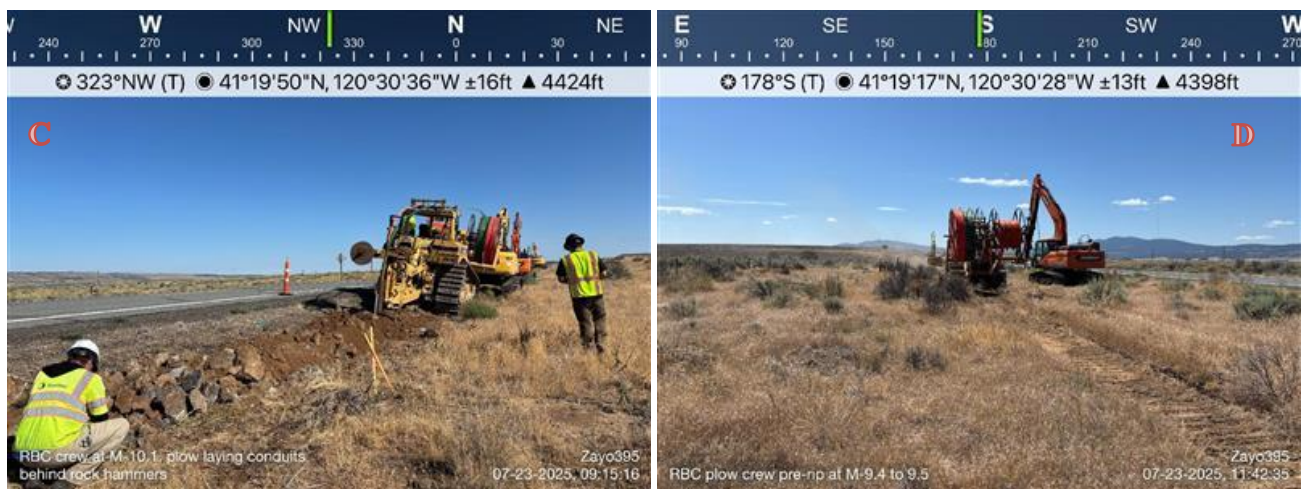 W NW N NE
240 270 300 330 0 30
323°NW (T) 41°19'50"N, 120°30'36"W ±16ft ▲ 4424ft
C
RBC crew at M-10.1, plow laying conduits
behind rock hammers
Zayo395
07-23-2025, 09:15:16
E SE S SW W
90 120 150 180 210 240 270
178°S (T) 41°19'17"N, 120°30'28"W ±13ft ▲ 4398ft
D
RBC plow crew pre-rip at M-9.4 to 9.5
Zayo395
07-23-2025, 11:42:35